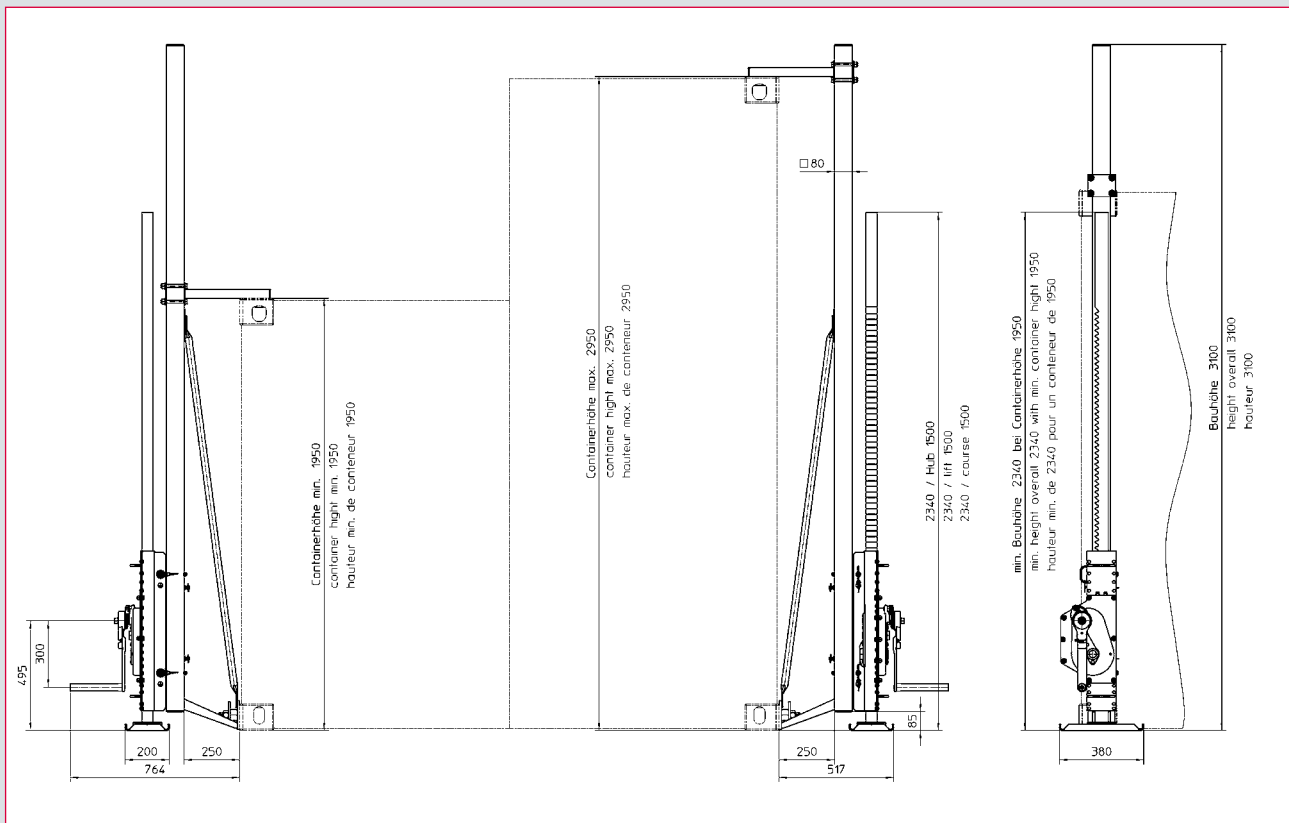 495
300
200
764
250
Containerhöhe min. 1950
container hight min. 1950
hauteur min. de conteneur 1950
Containerhöhe max. 2950
container hight max. 2950
hauteur max. de conteneur 2950
□80
2340 / Hub 1500
2340 / lift 1500
2340 / course 1500
85
250
517
min. Bauhöhe 2340 bei Containerhöhe 1950
min. height overall 2340 with min. container hight 1950
hauteur min. de 2340 pour un conteneur de 1950
Bauhöhe 3100
height overall 3100
hauteur 3100
380